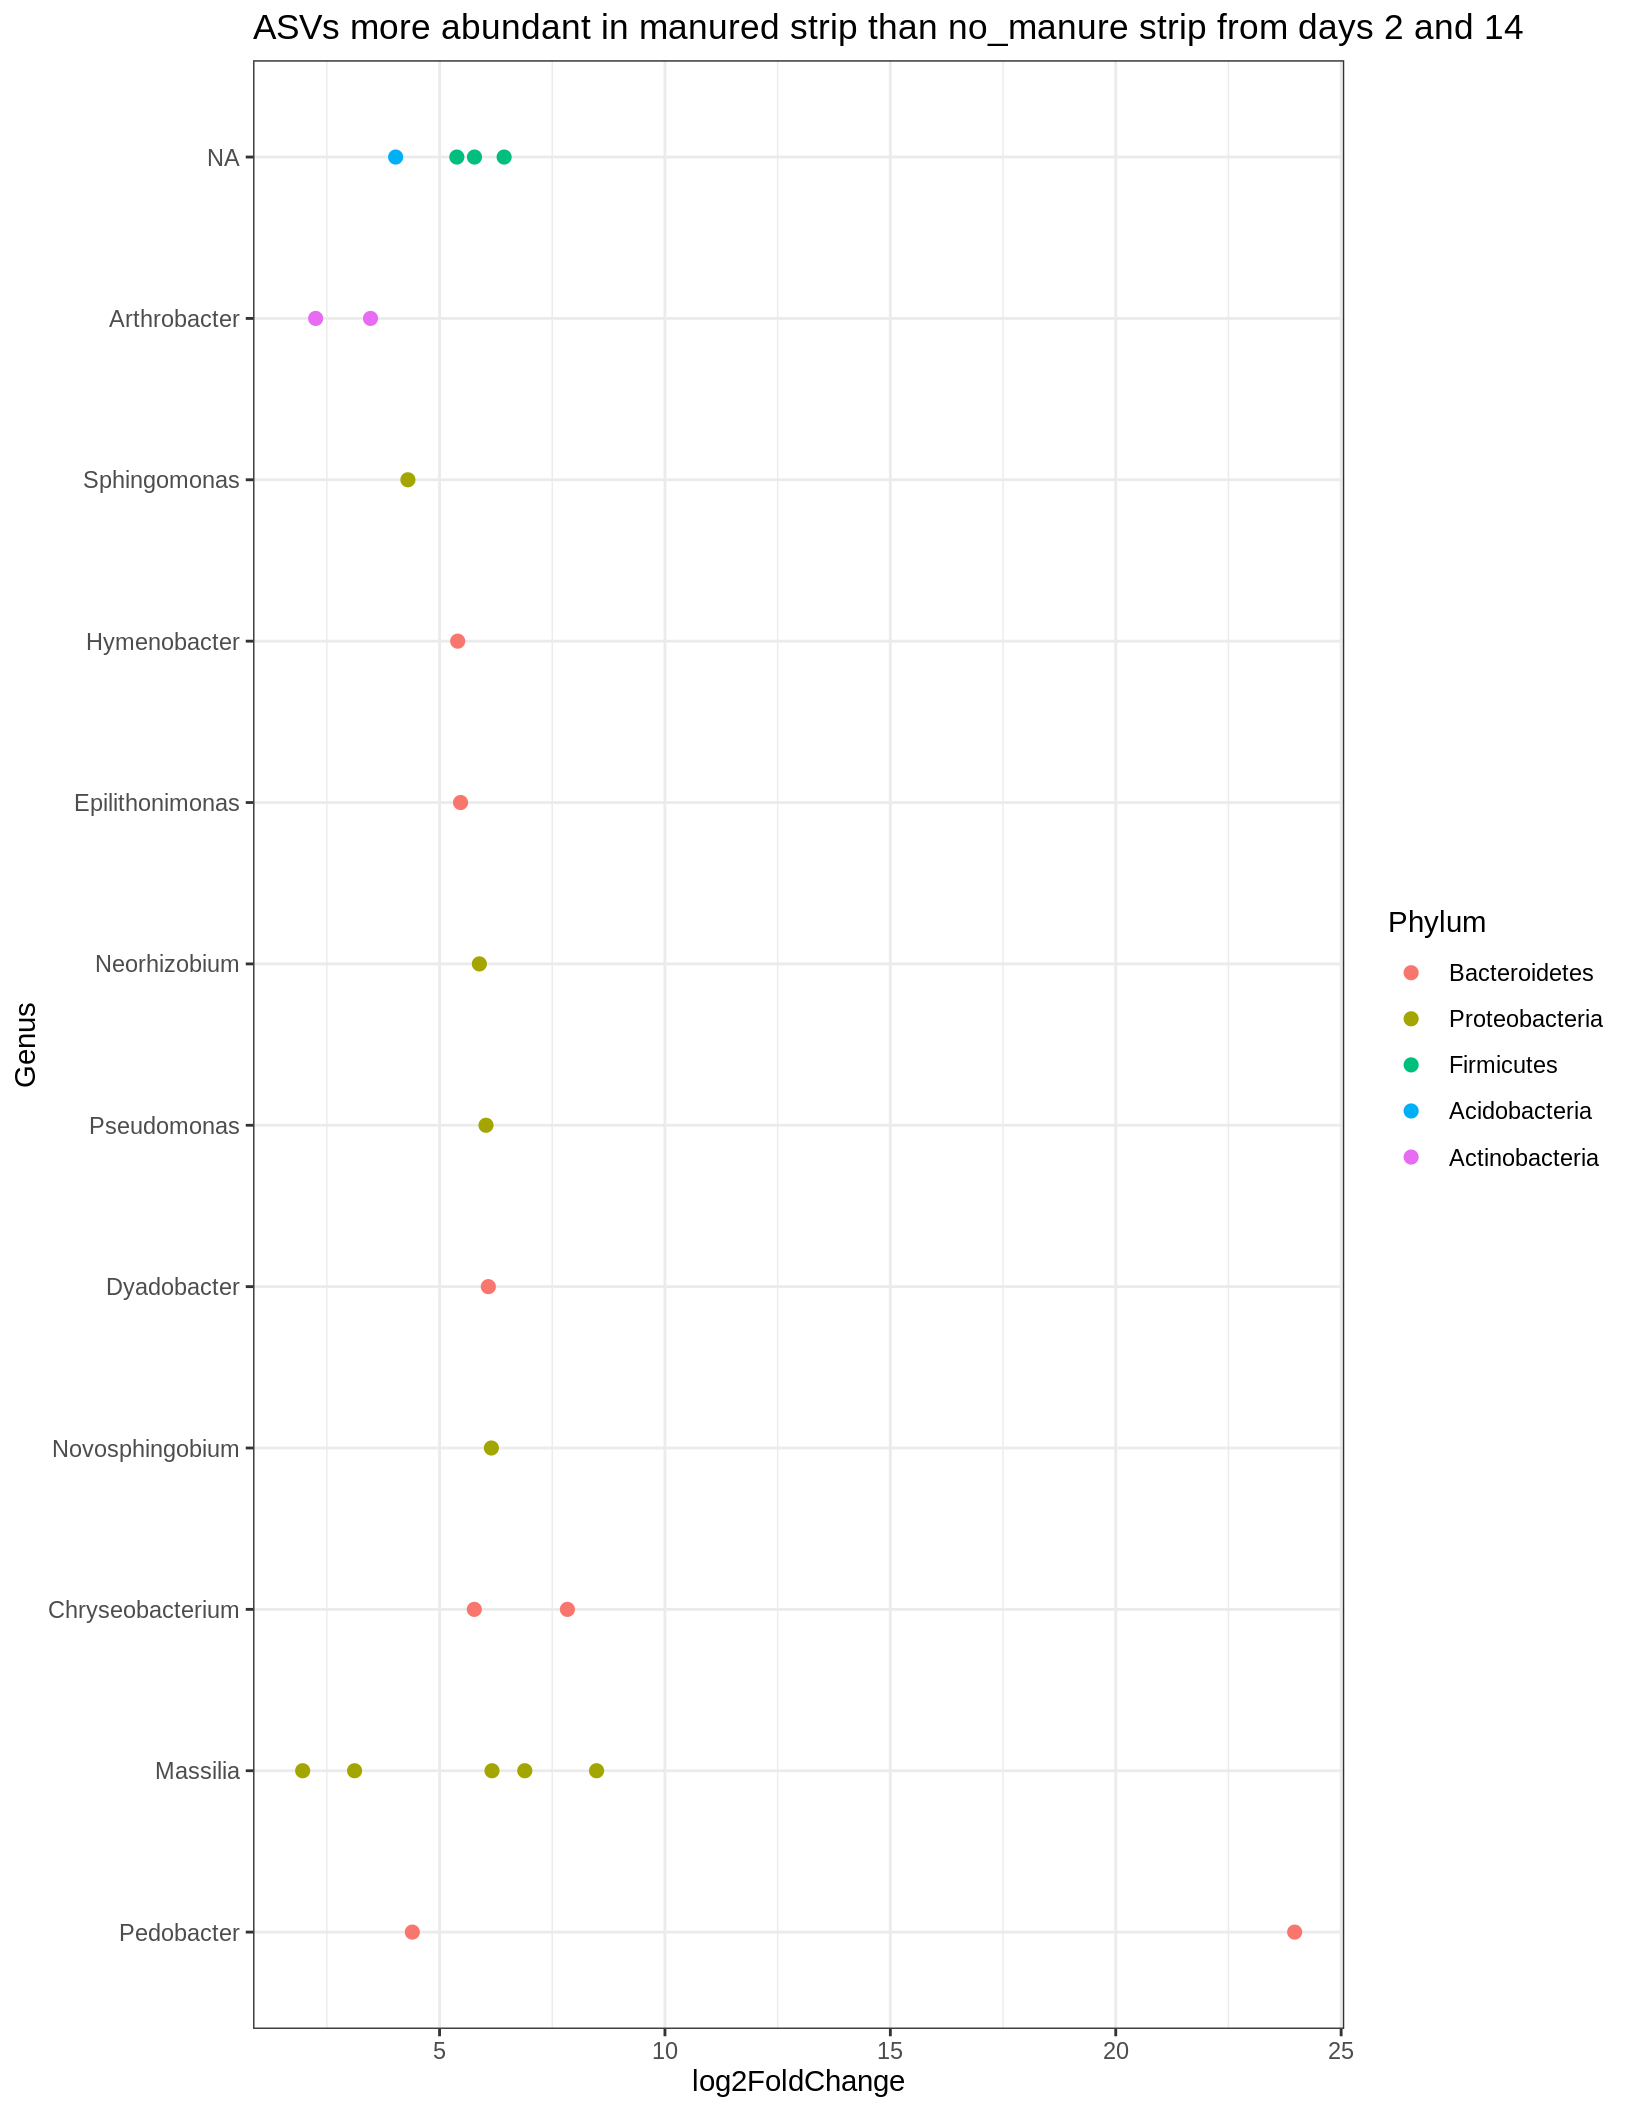 ASVs more abundant in manured strip than no_manure strip from days 2 and 14
Genus
NA
Arthrobacter
Sphingomonas
Hymenobacter
Epilithonimonas
Neorhizobium
Pseudomonas
Dyadobacter
Novosphingobium
Chryseobacterium
Massilia
Pedobacter
5 10 15 20 25
log2FoldChange
Phylum
Bacteroidetes
Proteobacteria
Firmicutes
Acidobacteria
Actinobacteria